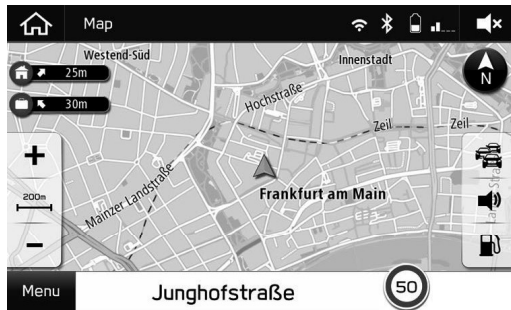 Map
Westend-Süd
Innenstadt
25m
30m
N
Hochstraße
Zeil
Zeil
200m
Mainzer Landstraße
Frankfurt am Main
Menu
Junghofstraße
50